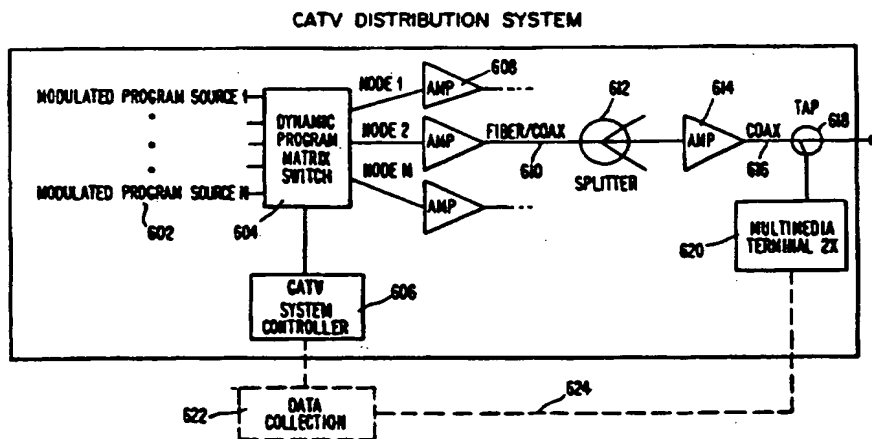 CATV DISTRIBUTION SYSTEM
MODULATED PROGRAM SOURCE 1
MODULATED PROGRAM SOURCE N
602
DYNAMIC
PROGRAM
MATRIX
SWITCH
604
NODE 1
NODE 2
NODE M
AMP
608
AMP
AMP
FIBER/COAX
610
612
SPLITTER
614
AMP
COAX
616
TAP
618
MULTIMEDIA
TERMINAL 2X
620
CATV
SYSTEM
CONTROLLER
606
DATA
COLLECTION
622
624